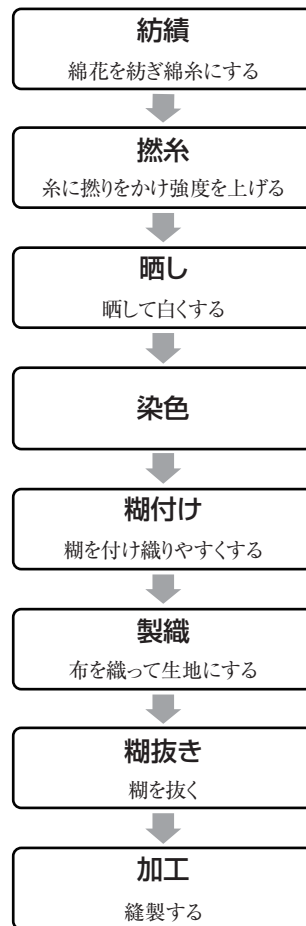 紡績
綿花を紡ぎ綿糸にする
撚糸
糸に撚りをかけ強度を上げる
晒し
晒して白くする
染色
糊付け
糊を付け織りやすくする
製織
布を織って生地にする
糊抜き
糊を抜く
加工
縫製する